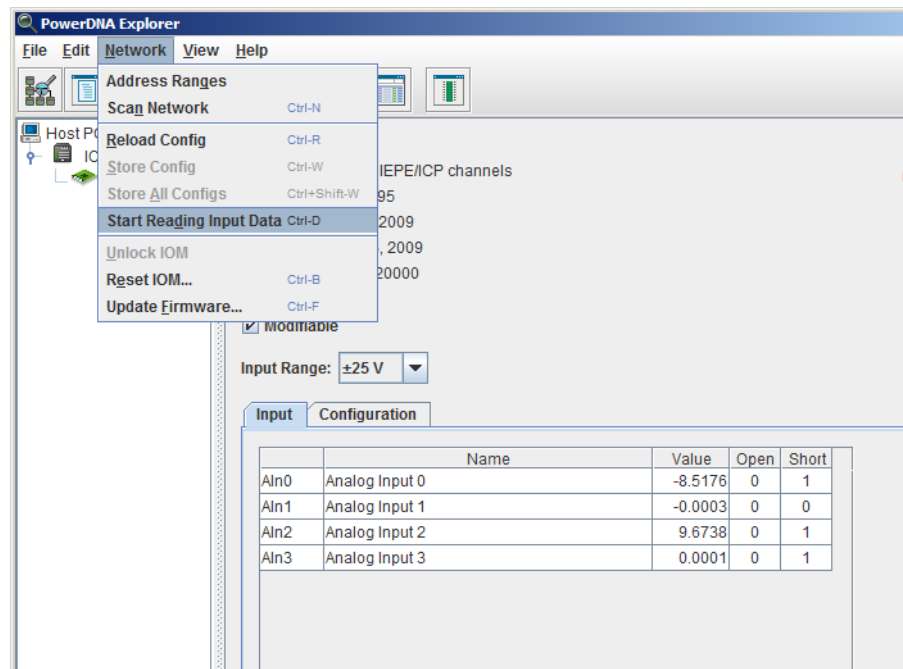 PowerDNA Explorer
File Edit Network View Help
Address Ranges
Scan Network Ctrl-N
Reload Config Ctrl-R
Store Config Ctrl-W
Store All Configs Ctrl+Shift-W
Start Reading Input Data Ctrl-D
Unlock IOM
Reset IOM... Ctrl-B
Update Firmware... Ctrl-F
Host PC
IEPE/ICP channels
95
2009
, 2009
20000
Modifiable
Input Range: ±25 V
Input Configuration
Name Value Open Short
AIn0 Analog Input 0 -8.5176 0 1
AIn1 Analog Input 1 -0.0003 0 0
AIn2 Analog Input 2 9.6738 0 1
AIn3 Analog Input 3 0.0001 0 1